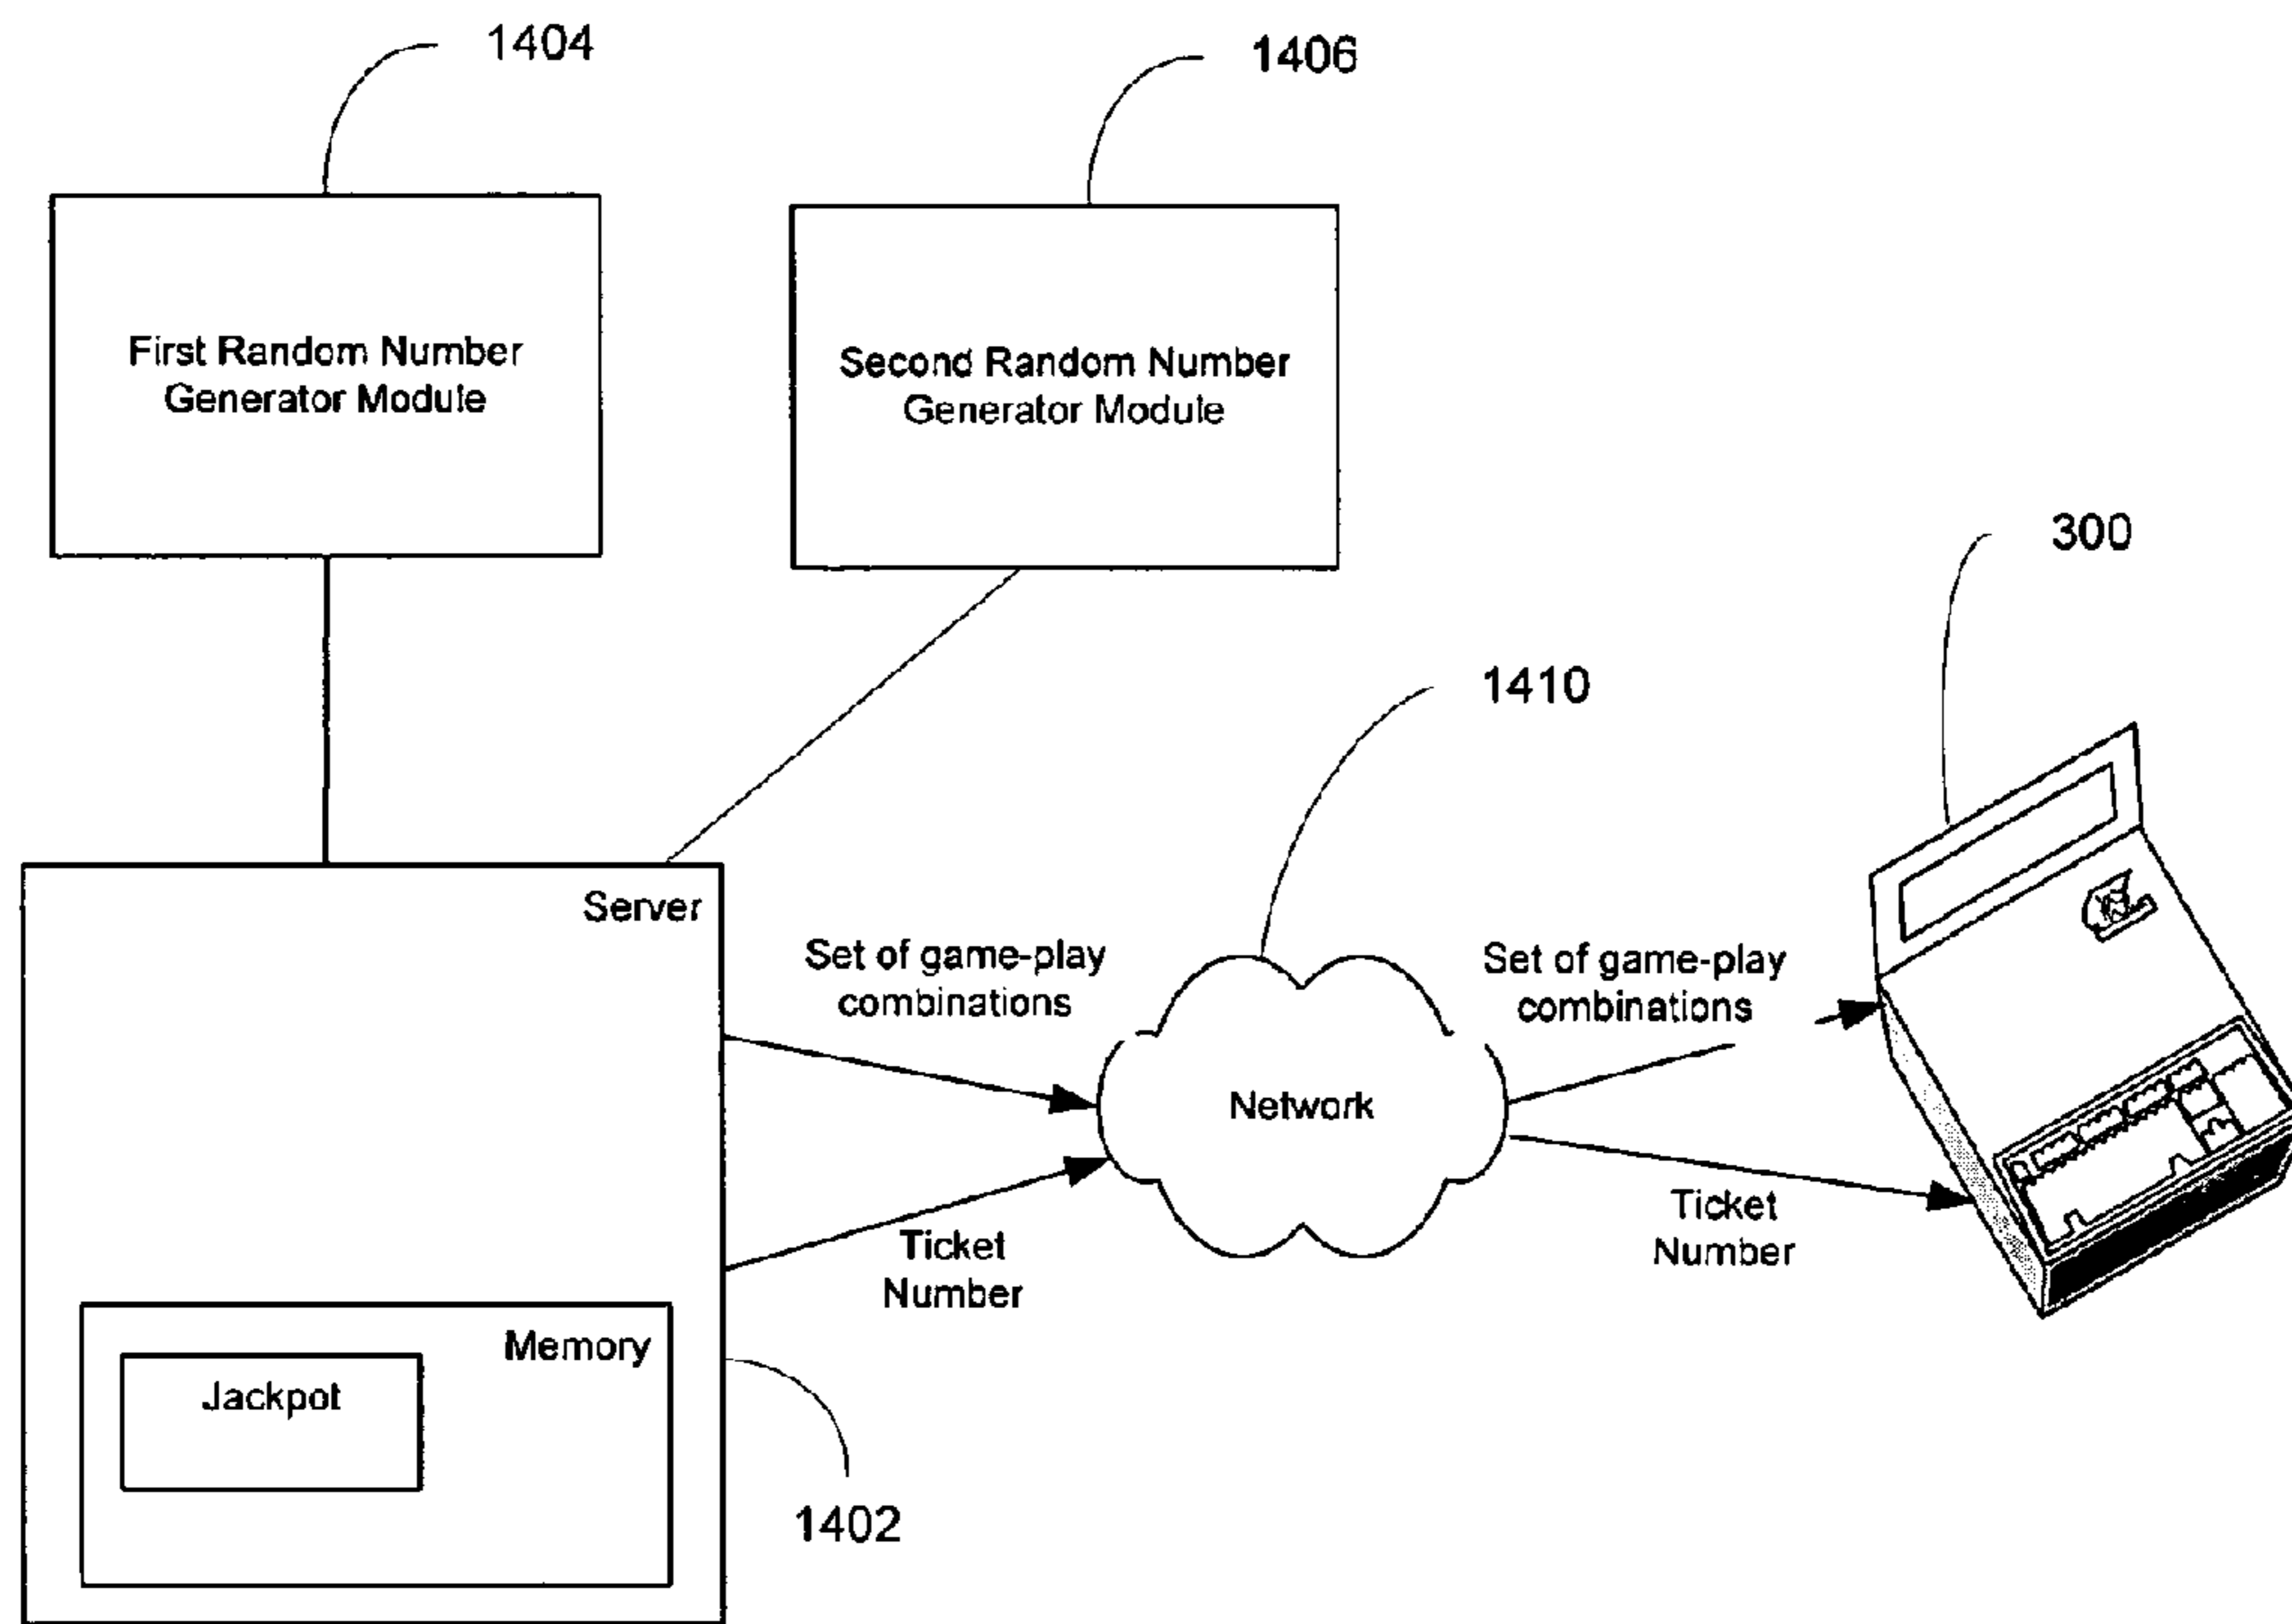 1404
1406
First Random Number
Generator Module
Second Random Number
Generator Module
300
1410
Server
Set of game-play
combinations
Set of game-play
combinations
Network
Ticket
Number
Ticket
Number
Memory
Jackpot
1402